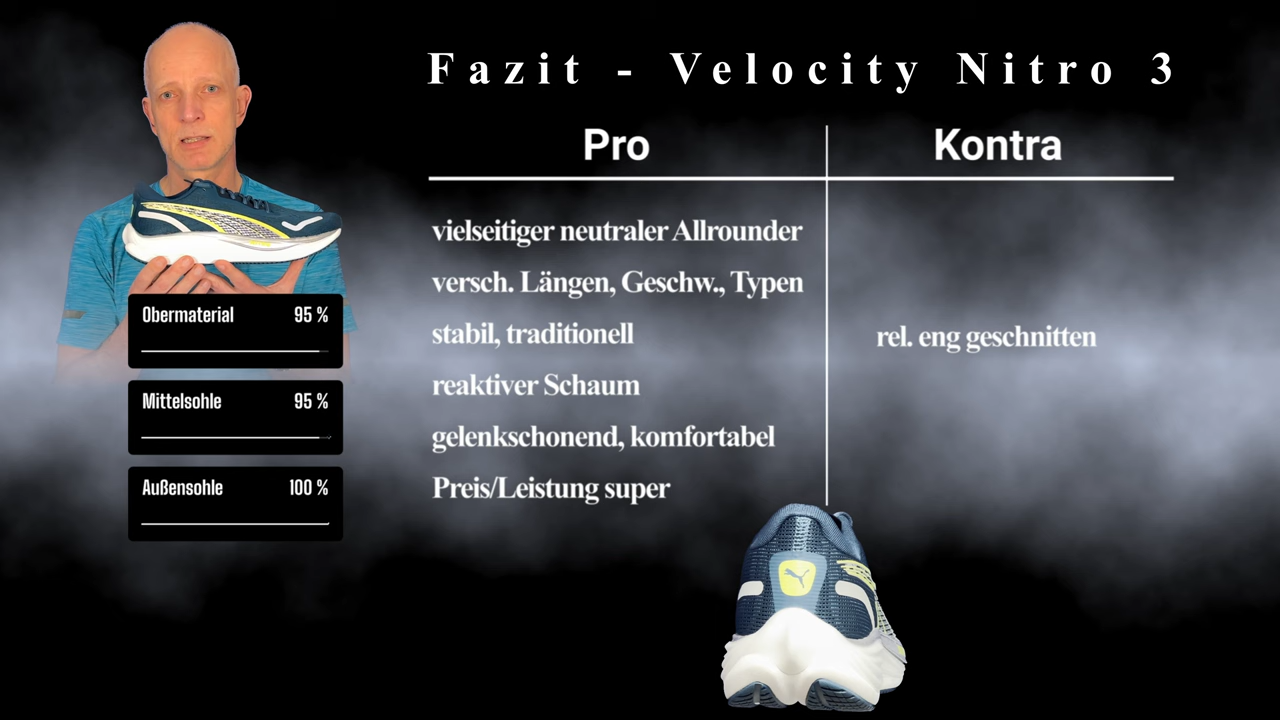 Fazit - Velocity Nitro 3
Pro
Kontra
vielseitiger neutraler Allrounder
versch. Längen, Geschw., Typen
stabil, traditionell
reaktiver Schaum
gelenkschonend, komfortabel
Preis/Leistung super
rel. eng geschnitten
Obermaterial 95 %
Mittelsohle 95 %
Außensohle 100 %